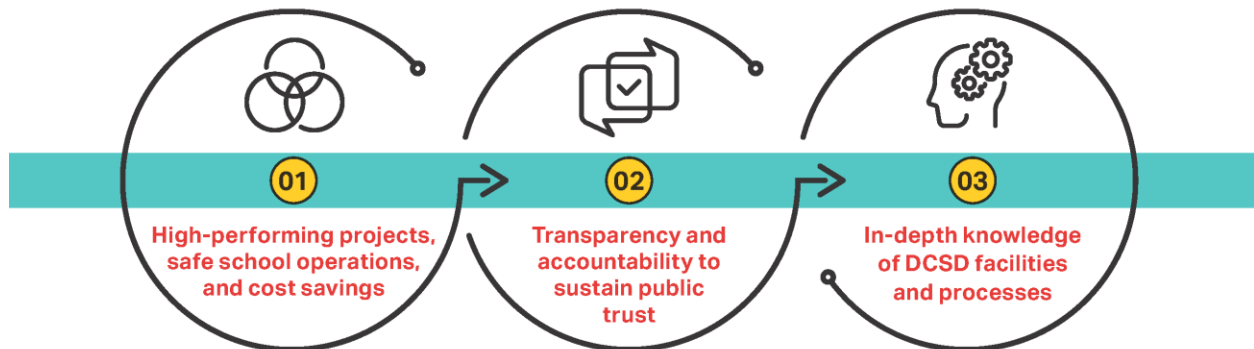 01
High-performing projects,
safe school operations,
and cost savings
02
Transparency and
accountability to
sustain public
trust
03
In-depth knowledge
of DCSD facilities
and processes